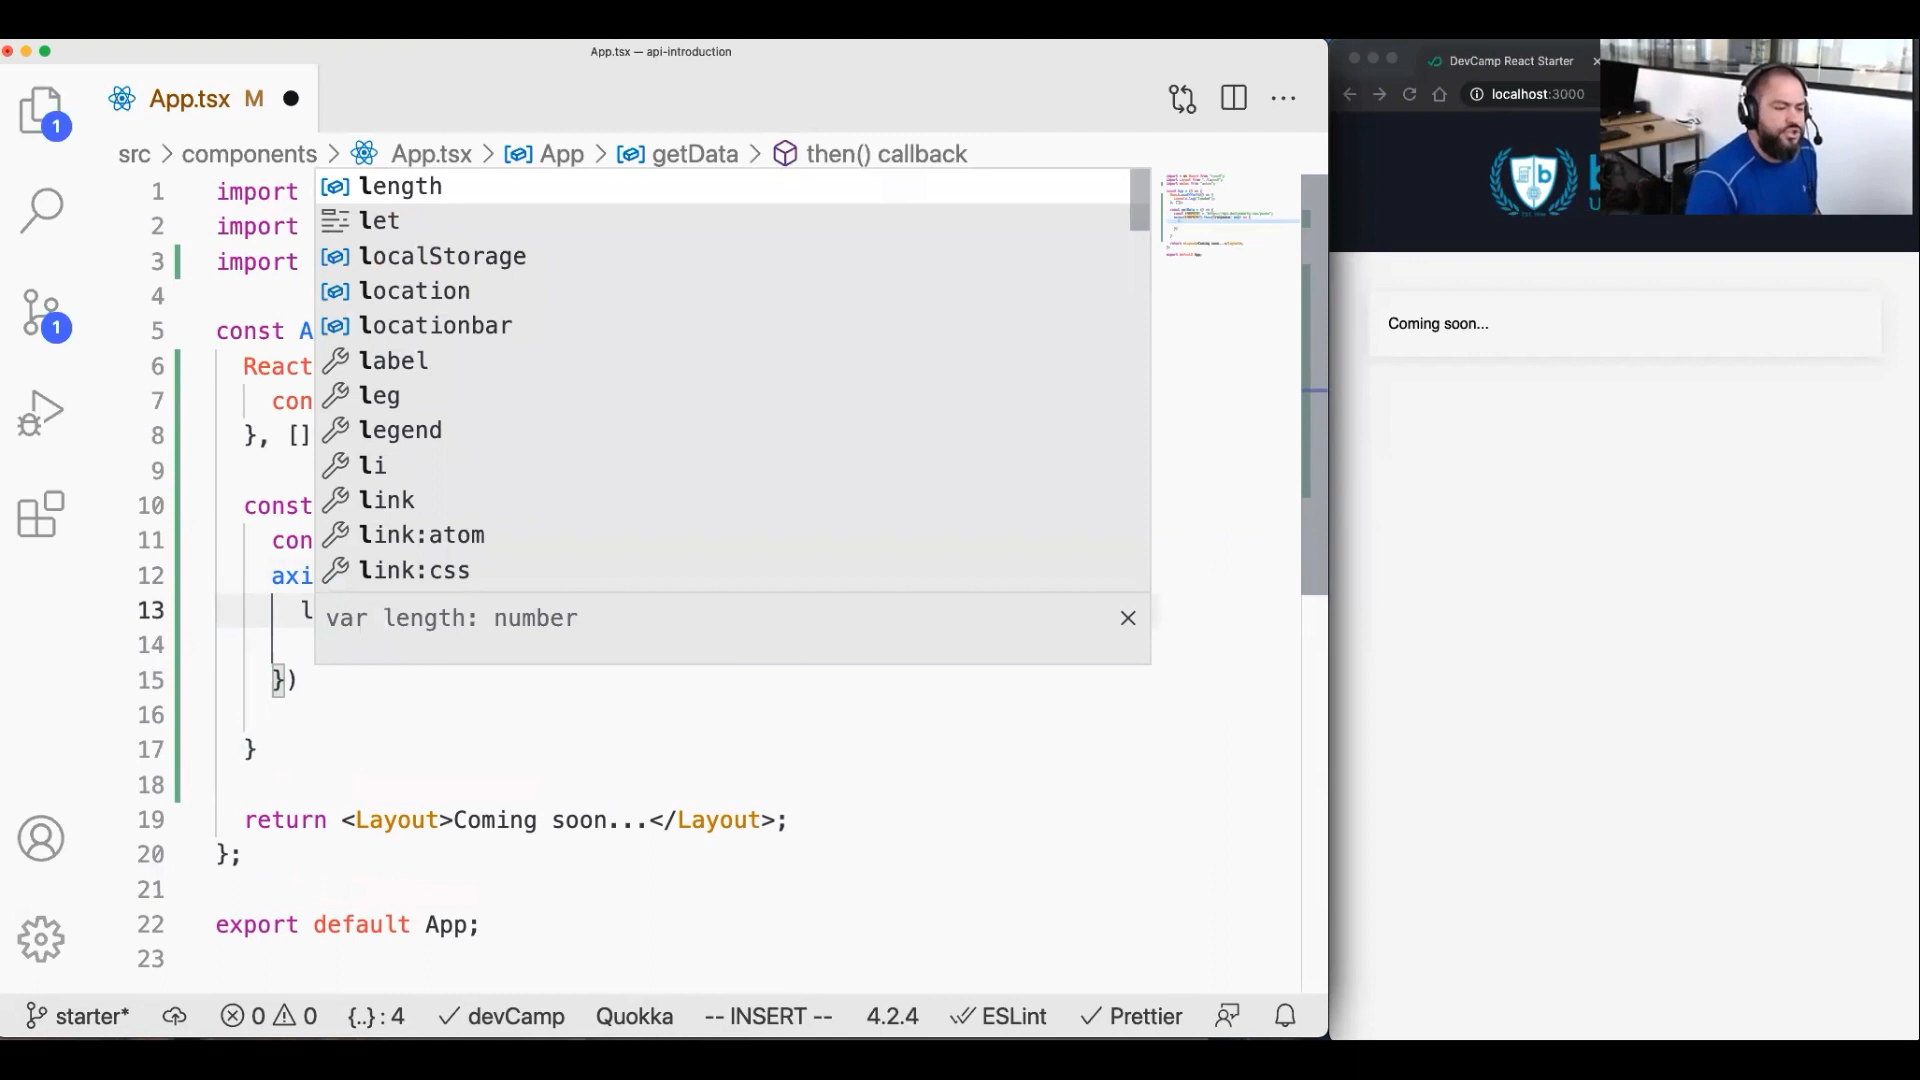 App.tsx — api-introduction
App.tsx M
src > components > App.tsx > App > getData > then() callback
1 import
2 import
3 import
4
5 const A
6 React
7 con
8 }, []
9
10 const
11 con
12 axi
13 l
14
15 })
16
17 }
18
19 return <Layout>Coming soon...</Layout>;
20 };
21
22 export default App;
23
length
let
localStorage
location
locationbar
label
leg
legend
li
link
link:atom
link:css
var length: number
1
1
starter*
0
0
{..} : 4
devCamp
Quokka
-- INSERT --
4.2.4
ESLint
Prettier
DevCamp React Starter
localhost:3000
b
Coming soon...